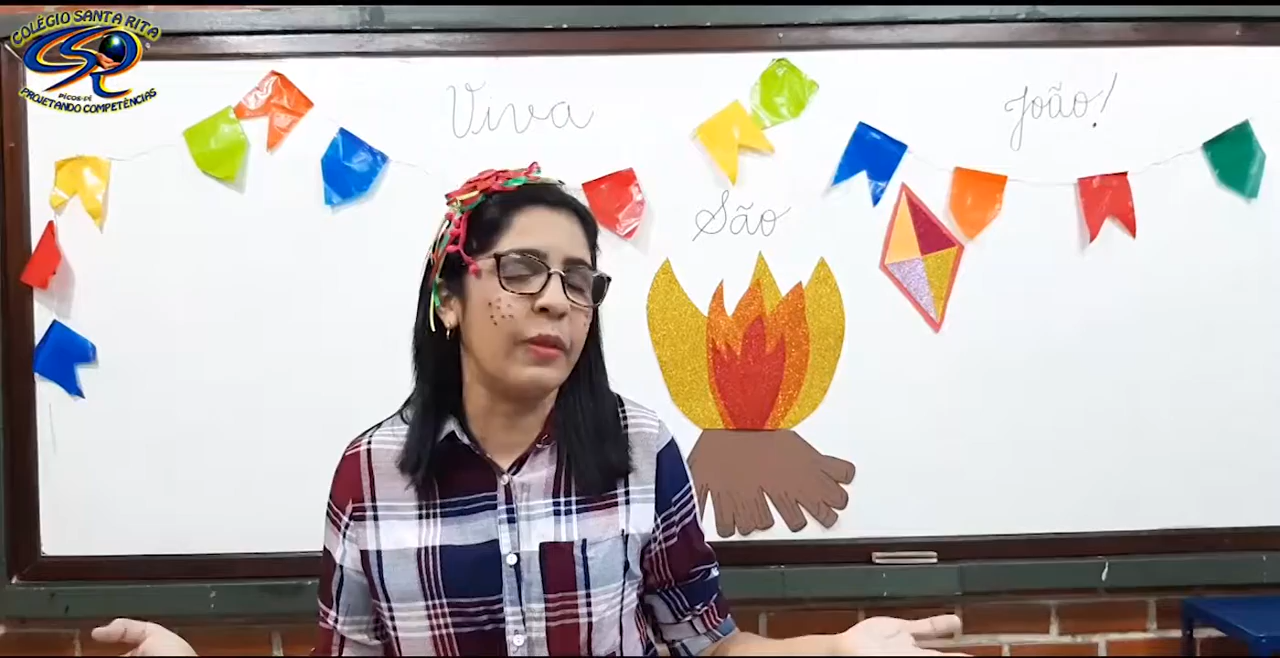 COLÉGIO SANTA RITA
PICOS-PI
PROJETANDO COMPETÊNCIAS
Viva
São
João!